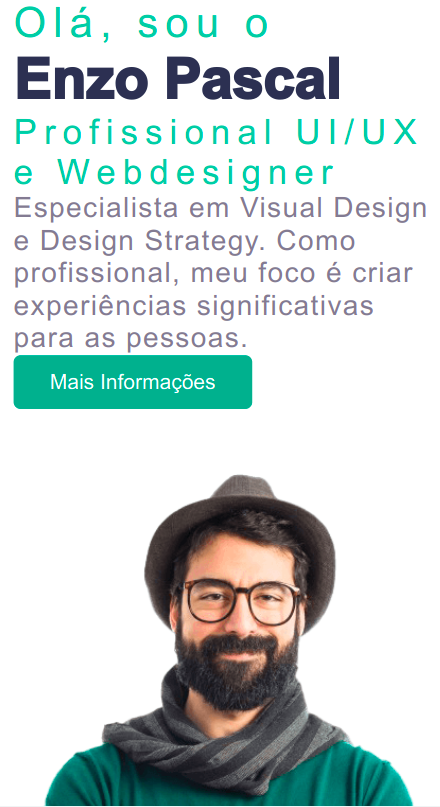 Olá, sou o
Enzo Pascal
Profissional UI/UX
e Webdesigner
Especialista em Visual Design
e Design Strategy. Como
profissional, meu foco é criar
experiências significativas
para as pessoas.
Mais Informações